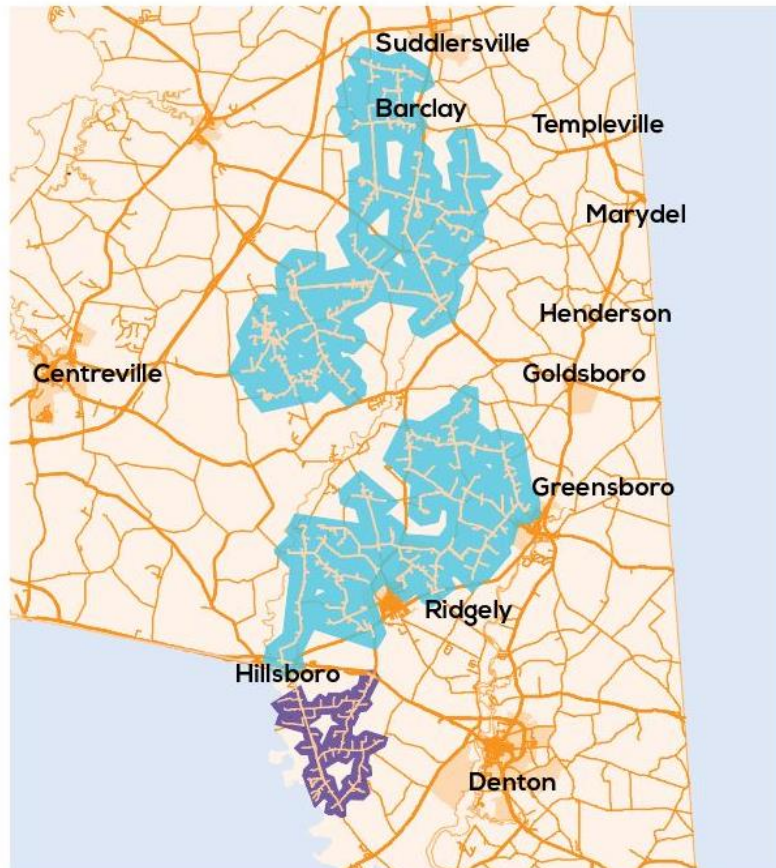 Suddlersville
Barclay
Templeville
Marydel
Henderson
Goldsboro
Centreville
Greensboro
Ridgely
Hillsboro
Denton